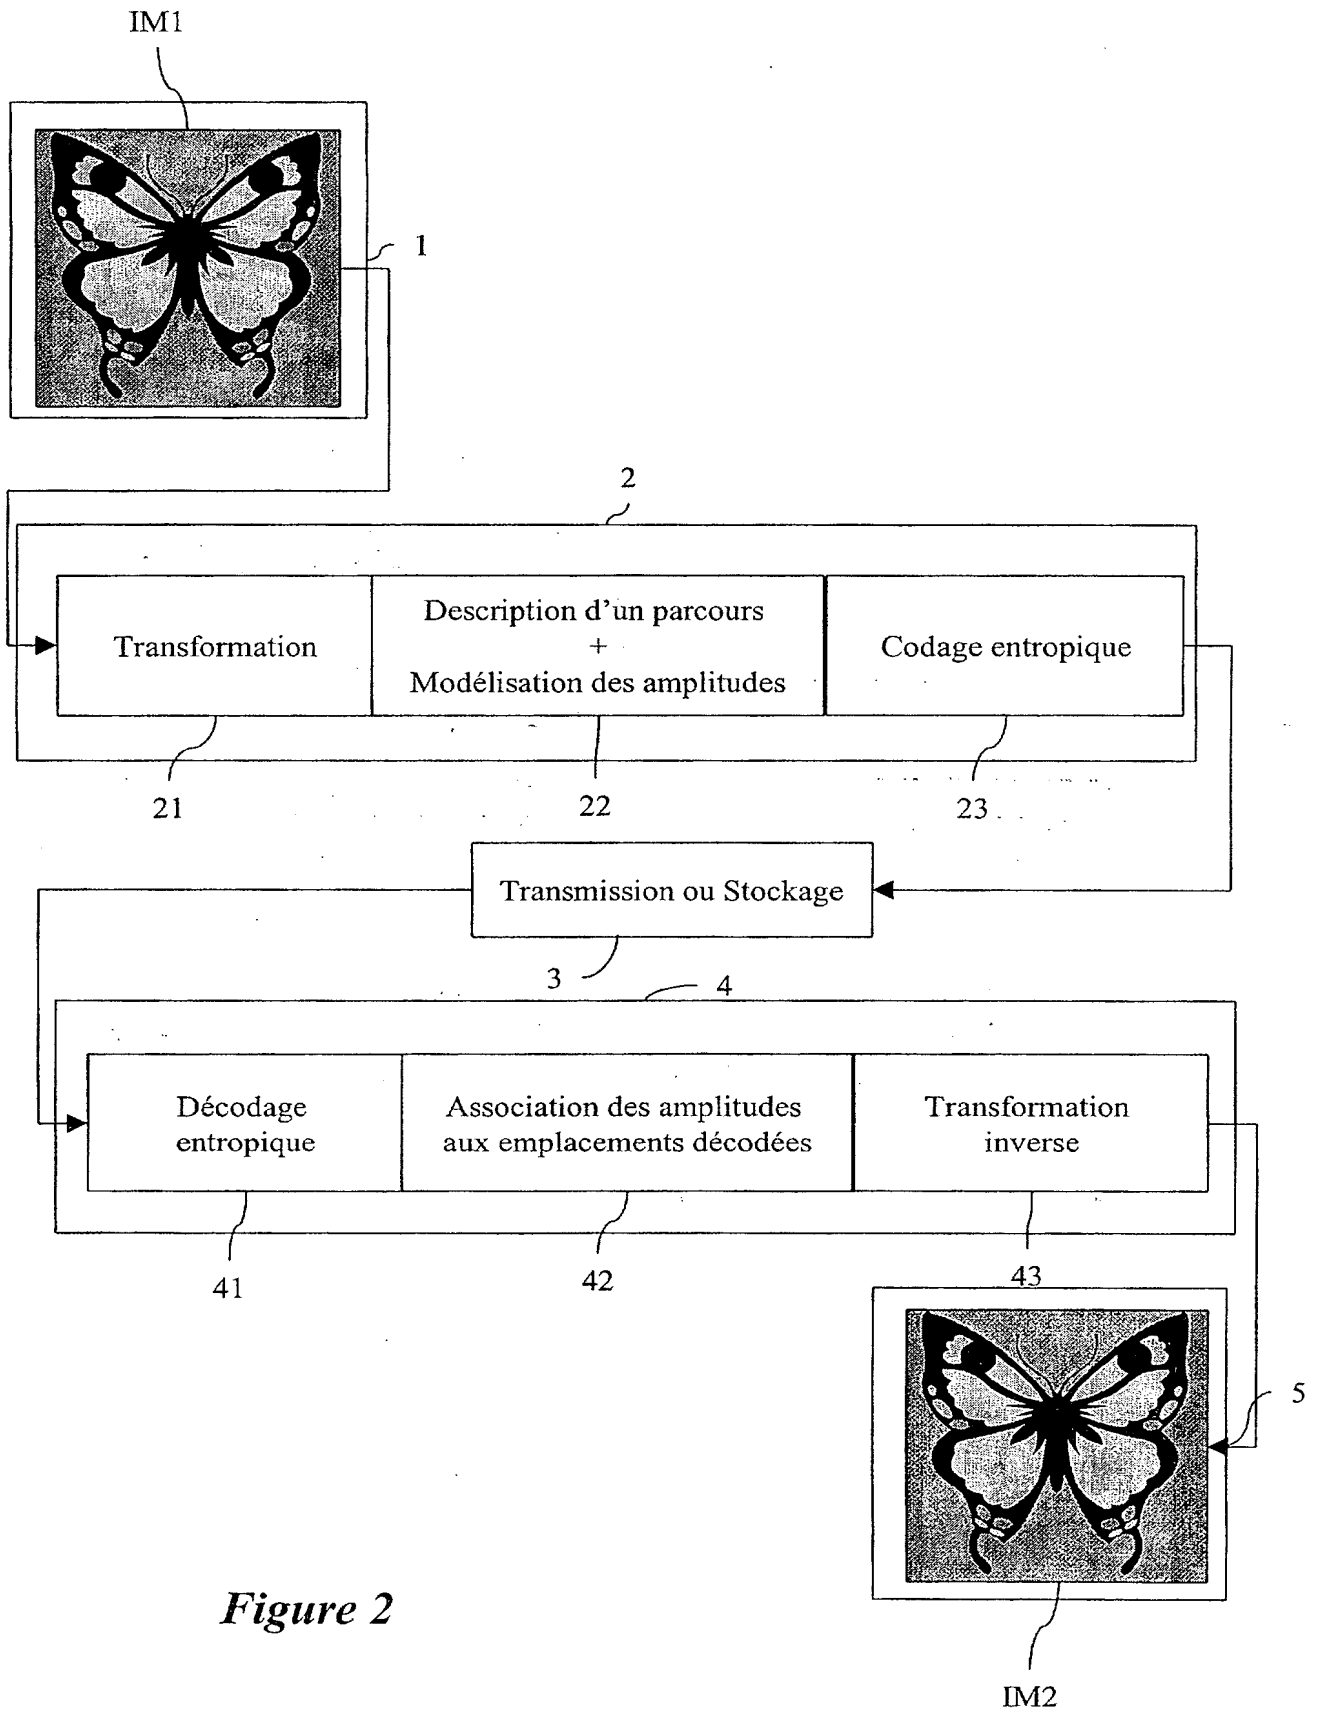 IM1
1
2
Description d'un parcours
Transformation
+
Codage entropique
Modélisation des amplitudes
21
22
23
Transmission ou Stockage
3
4
Décodage
entropique
Association des amplitudes
aux emplacements décodées
Transformation
inverse
41
42
43
5
Figure 2
IM2